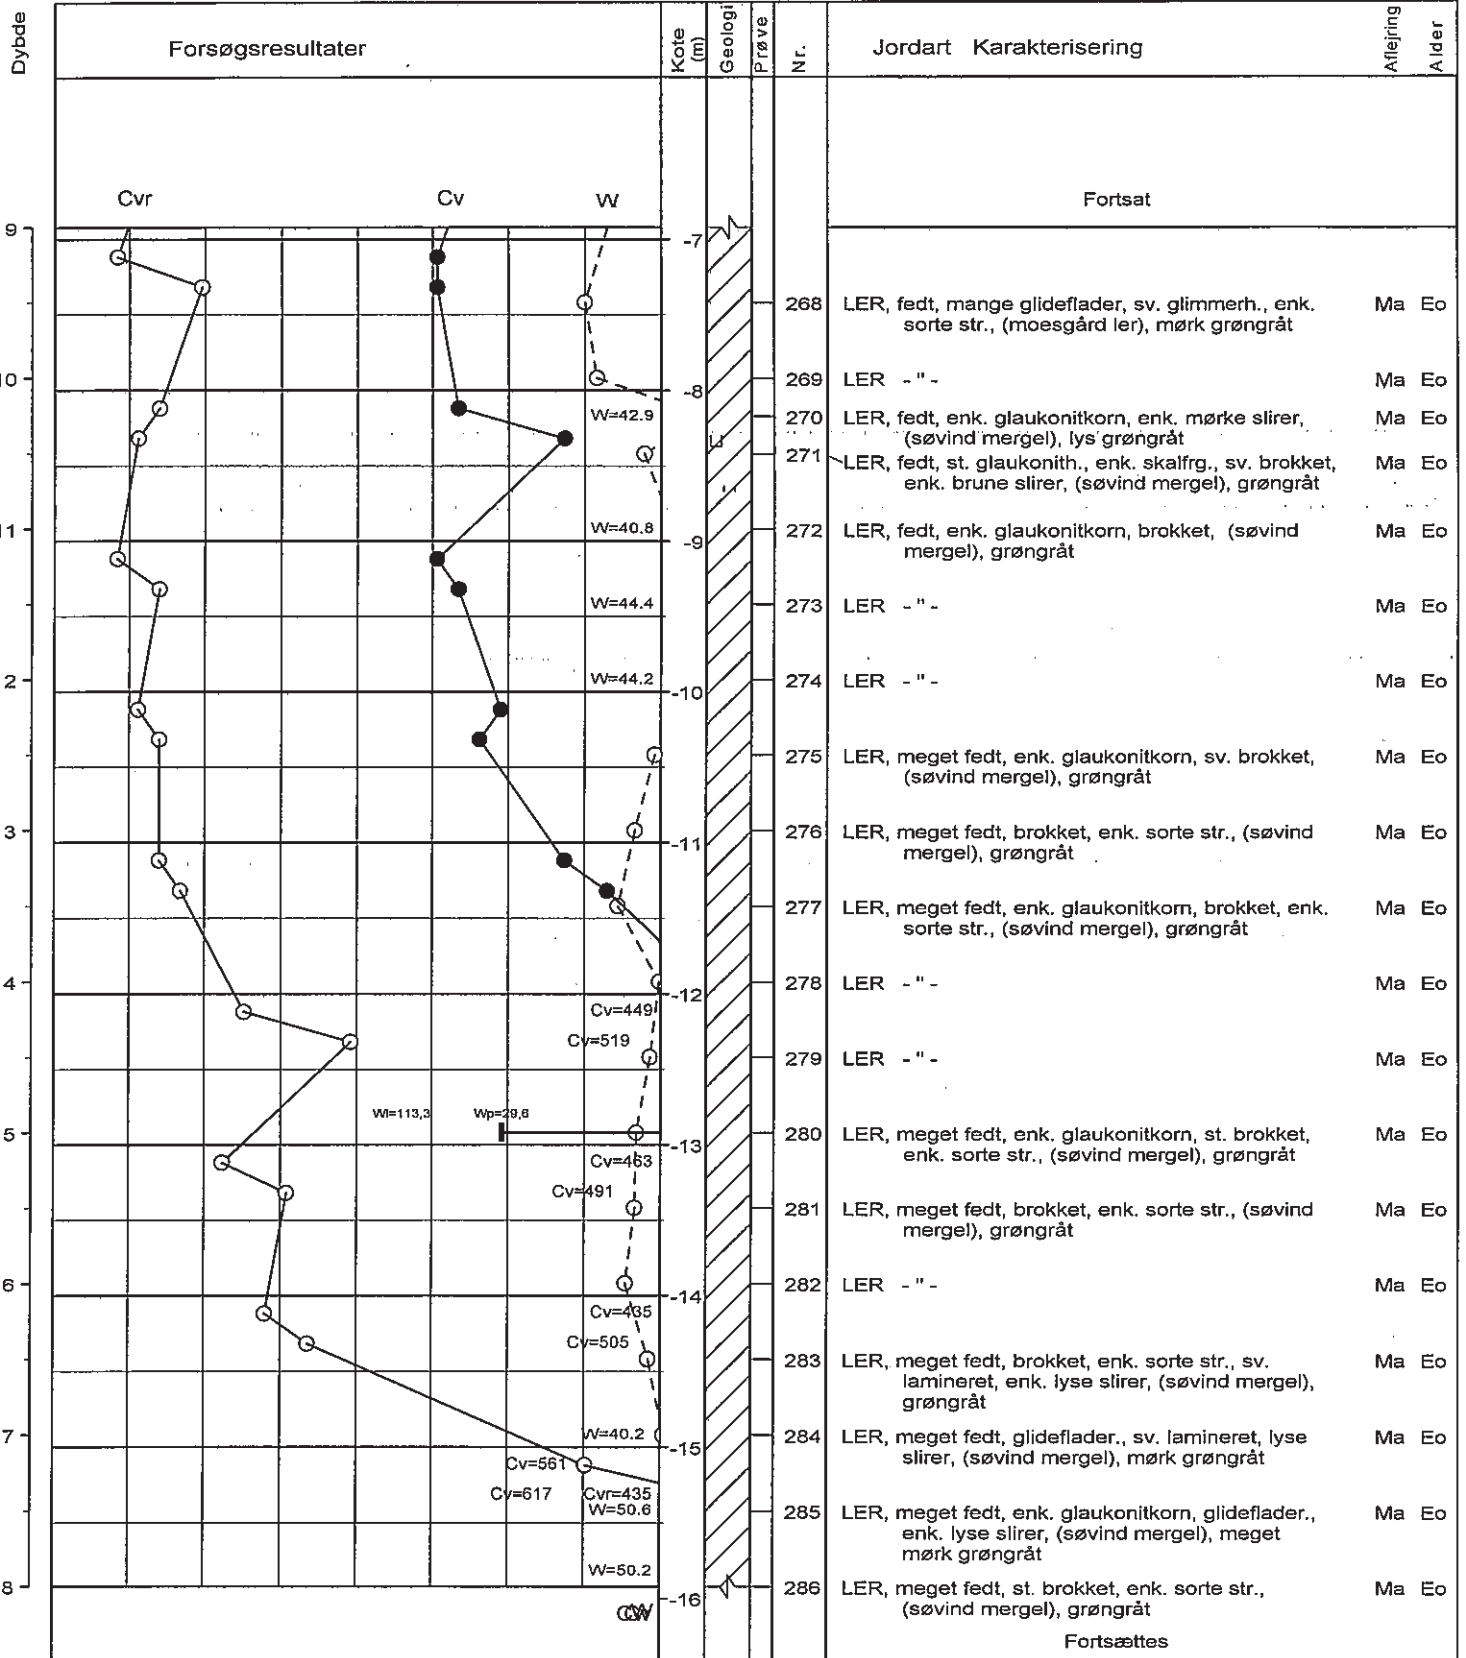 Dybde
Forsøgsresultater
Kote (m)
Geologi
Prøve
Nr.
Jordart Karakterisering
Aflejring
Alder
Cvr Cv W
Fortsat
9
-7
268 LER, fedt, mange glideflader, sv. glimmerh., enk. Ma Eo
sorte str., (moesgård ler), mørk grøngråt
10
269 LER - " - Ma Eo
-8
W=42.9
270 LER, fedt, enk. glaukonitkorn, enk. mørke slirer, Ma Eo
(søvind mergel), lys grøngråt
271 LER, fedt, st. glaukonith., enk. skalfrg., sv. brokket, Ma Eo
enk. brune slirer, (søvind mergel), grøngråt
1
W=40.8
-9
272 LER, fedt, enk. glaukonitkorn, brokket, (søvind Ma Eo
mergel), grøngråt
W=44.4
273 LER - " - Ma Eo
2
W=44.2
-10
274 LER - " - Ma Eo
275 LER, meget fedt, enk. glaukonitkorn, sv. brokket, Ma Eo
(søvind mergel), grøngråt
3
-11
276 LER, meget fedt, brokket, enk. sorte str., (søvind Ma Eo
mergel), grøngråt
277 LER, meget fedt, enk. glaukonitkorn, brokket, enk. Ma Eo
sorte str., (søvind mergel), grøngråt
4
-12
278 LER - " - Ma Eo
Cv=449
Cv=519
279 LER - " - Ma Eo
Wl=113,3 Wp=29,6
5
-13
280 LER, meget fedt, enk. glaukonitkorn, st. brokket, Ma Eo
enk. sorte str., (søvind mergel), grøngråt
Cv=463
Cv=491
281 LER, meget fedt, brokket, enk. sorte str., (søvind Ma Eo
mergel), grøngråt
6
-14
282 LER - " - Ma Eo
Cv=435
Cv=505
283 LER, meget fedt, brokket, enk. sorte str., sv. Ma Eo
lamineret, enk. lyse slirer, (søvind mergel),
grøngråt
7
W=40.2
-15
284 LER, meget fedt, glideflader., sv. lamineret, lyse Ma Eo
slirer, (søvind mergel), mørk grøngråt
Cv=561
Cv=617 Cvr=435
W=50.6
285 LER, meget fedt, enk. glaukonitkorn, glideflader., Ma Eo
enk. lyse slirer, (søvind mergel), meget
mørk grøngråt
W=50.2
8
-16
286 LER, meget fedt, st. brokket, enk. sorte str., Ma Eo
(søvind mergel), grøngråt
Fortsættes